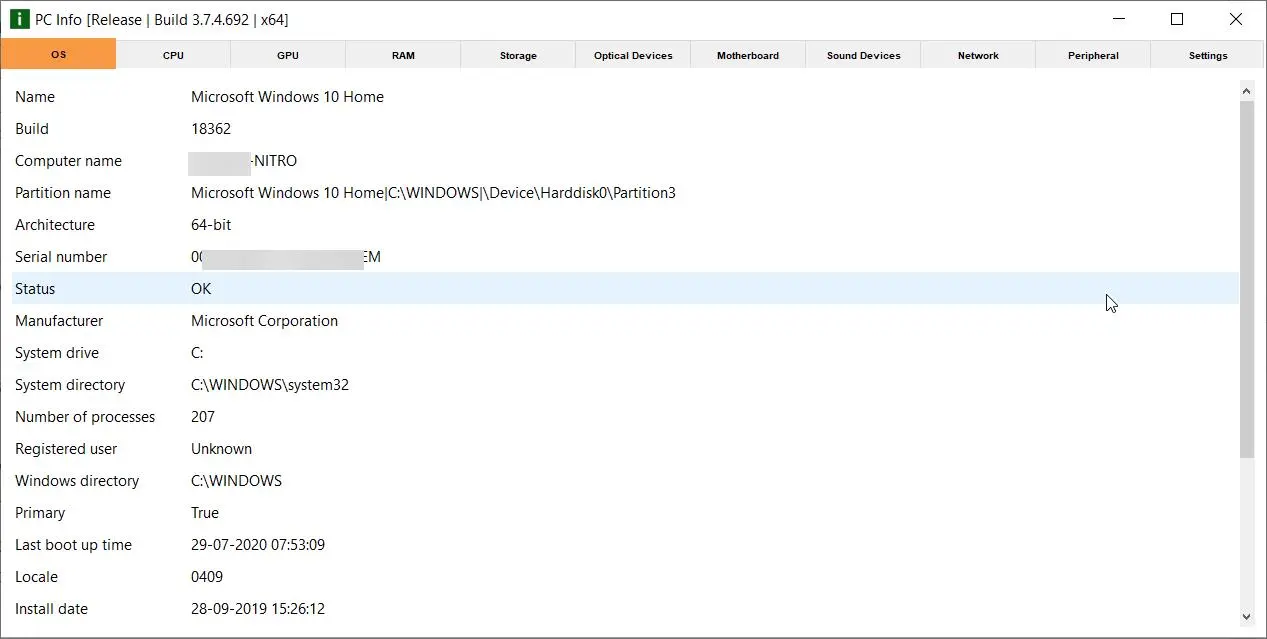 PC Info [Release | Build 3.7.4.692 | x64]
OS CPU GPU RAM Storage Optical Devices Motherboard Sound Devices Network Peripheral Settings
Name Microsoft Windows 10 Home
Build 18362
Computer name -NITRO
Partition name Microsoft Windows 10 Home|C:\WINDOWS|\Device\Harddisk0\Partition3
Architecture 64-bit
Serial number 00 EM
Status OK
Manufacturer Microsoft Corporation
System drive C:
System directory C:\WINDOWS\system32
Number of processes 207
Registered user Unknown
Windows directory C:\WINDOWS
Primary True
Last boot up time 29-07-2020 07:53:09
Locale 0409
Install date 28-09-2019 15:26:12